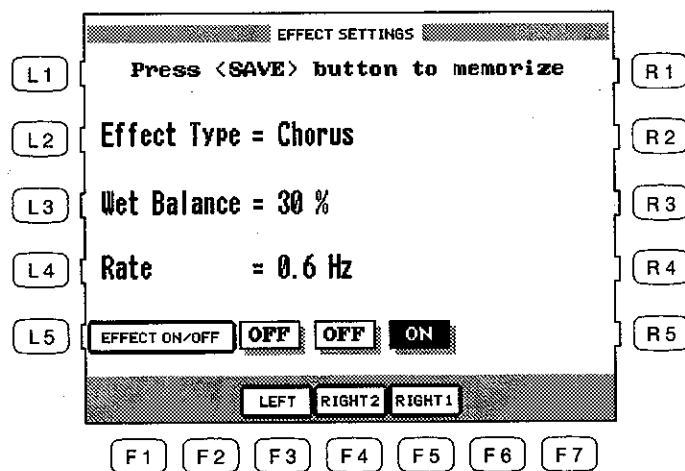 EFFECT SETTINGS
L1 Press <SAVE> button to memorize R1
L2 Effect Type = Chorus R2
L3 Wet Balance = 30 % R3
L4 Rate = 0.6 Hz R4
L5 EFFECT ON/OFF OFF OFF ON R5
LEFT RIGHT2 RIGHT1
F1 F2 F3 F4 F5 F6 F7